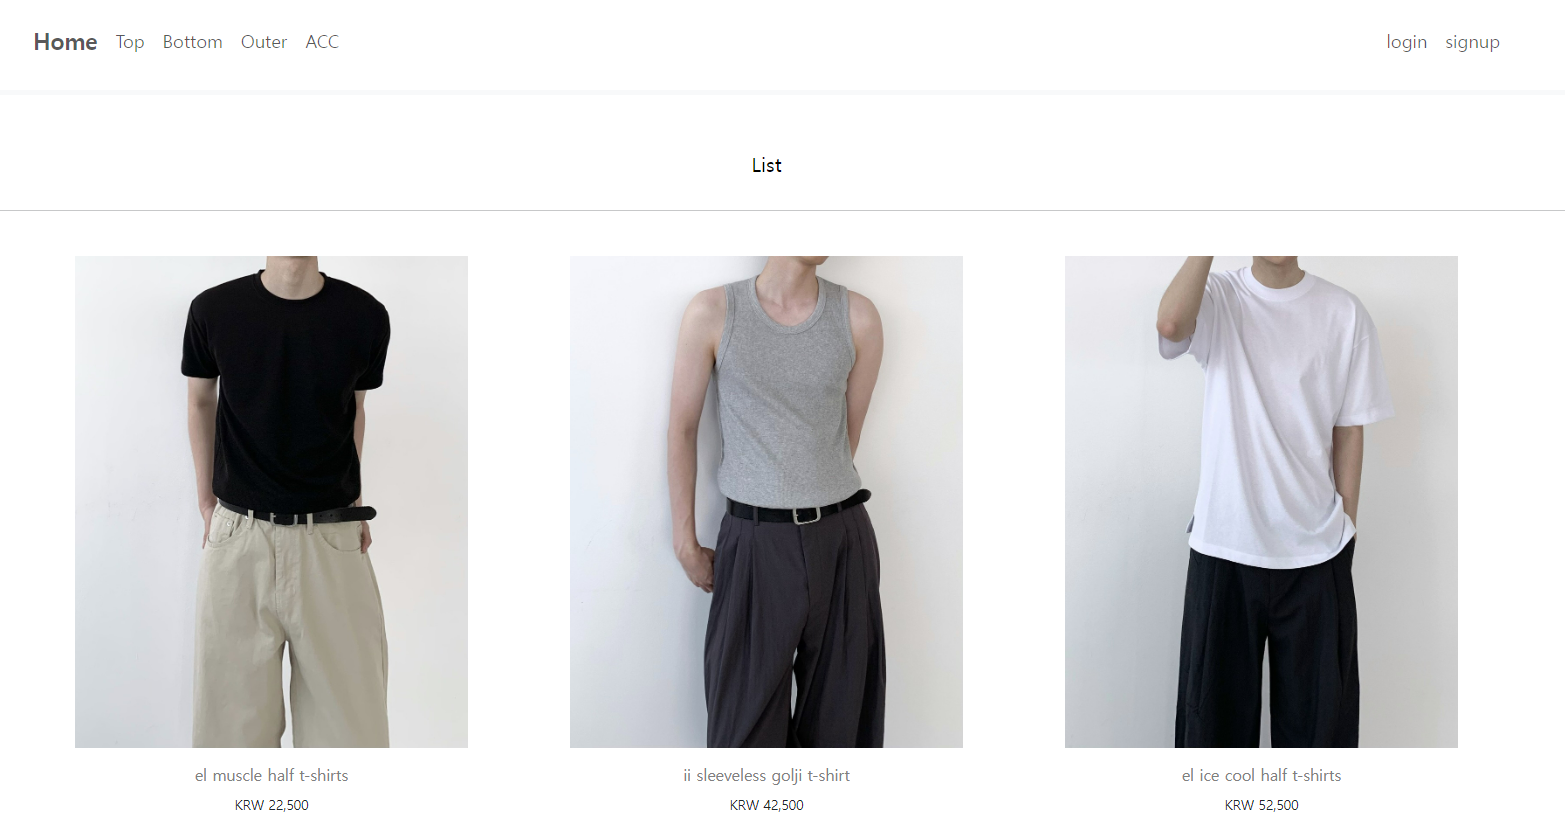 Home Top Bottom Outer ACC login signup
List
el muscle half t-shirts
KRW 22,500
ii sleeveless golji t-shirt
KRW 42,500
el ice cool half t-shirts
KRW 52,500